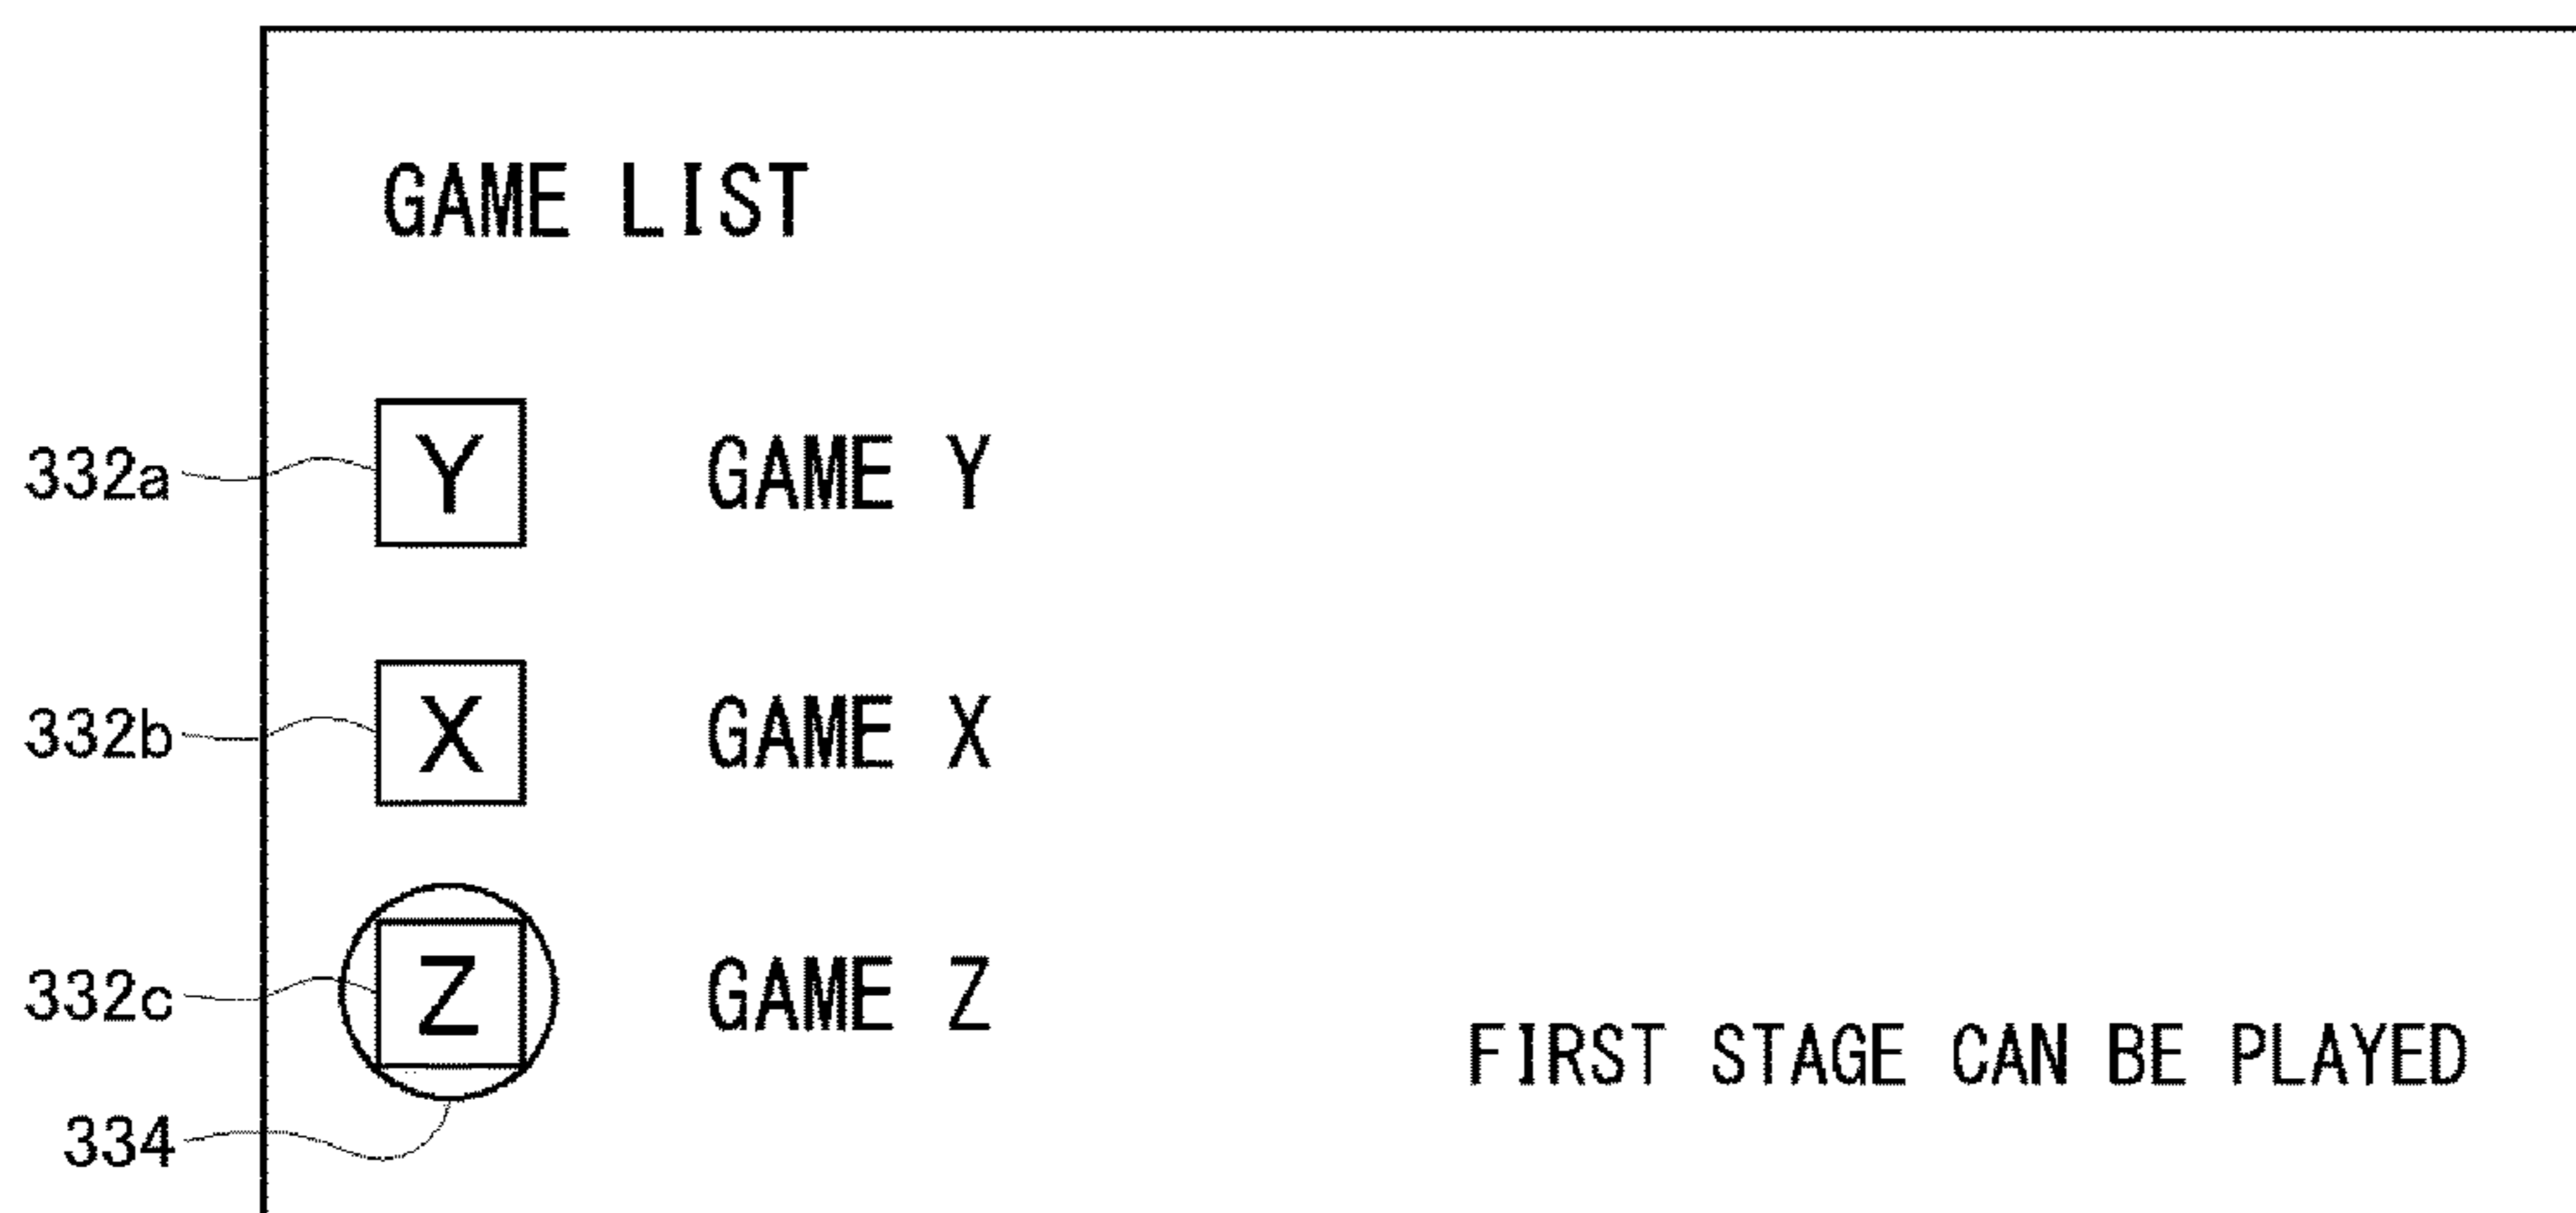 GAME LIST
332a Y GAME Y
332b X GAME X
332c Z GAME Z
FIRST STAGE CAN BE PLAYED
334